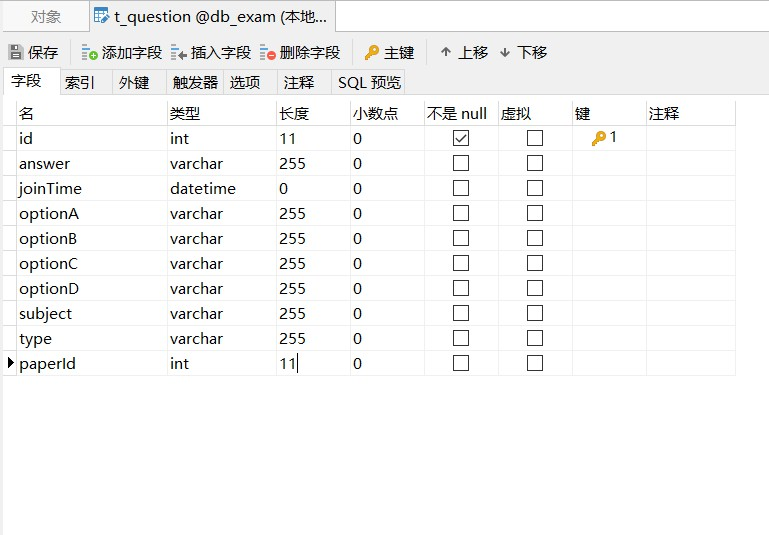 对象 t_question @db_exam (本地...
保存 添加字段 插入字段 删除字段 主键 上移 下移
字段 索引 外键 触发器 选项 注释 SQL 预览
名 类型 长度 小数点 不是 null 虚拟 键 注释
id int 11 0 1
answer varchar 255 0
joinTime datetime 0 0
optionA varchar 255 0
optionB varchar 255 0
optionC varchar 255 0
optionD varchar 255 0
subject varchar 255 0
type varchar 255 0
paperId int 11 0